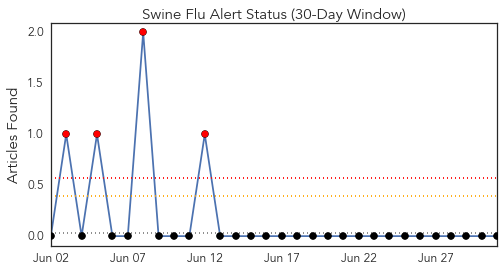 Swine Flu Alert Status (30-Day Window)
Articles Found
2.0
1.5
1.0
0.5
0.0
Jun 02 Jun 07 Jun 12 Jun 17 Jun 22 Jun 27